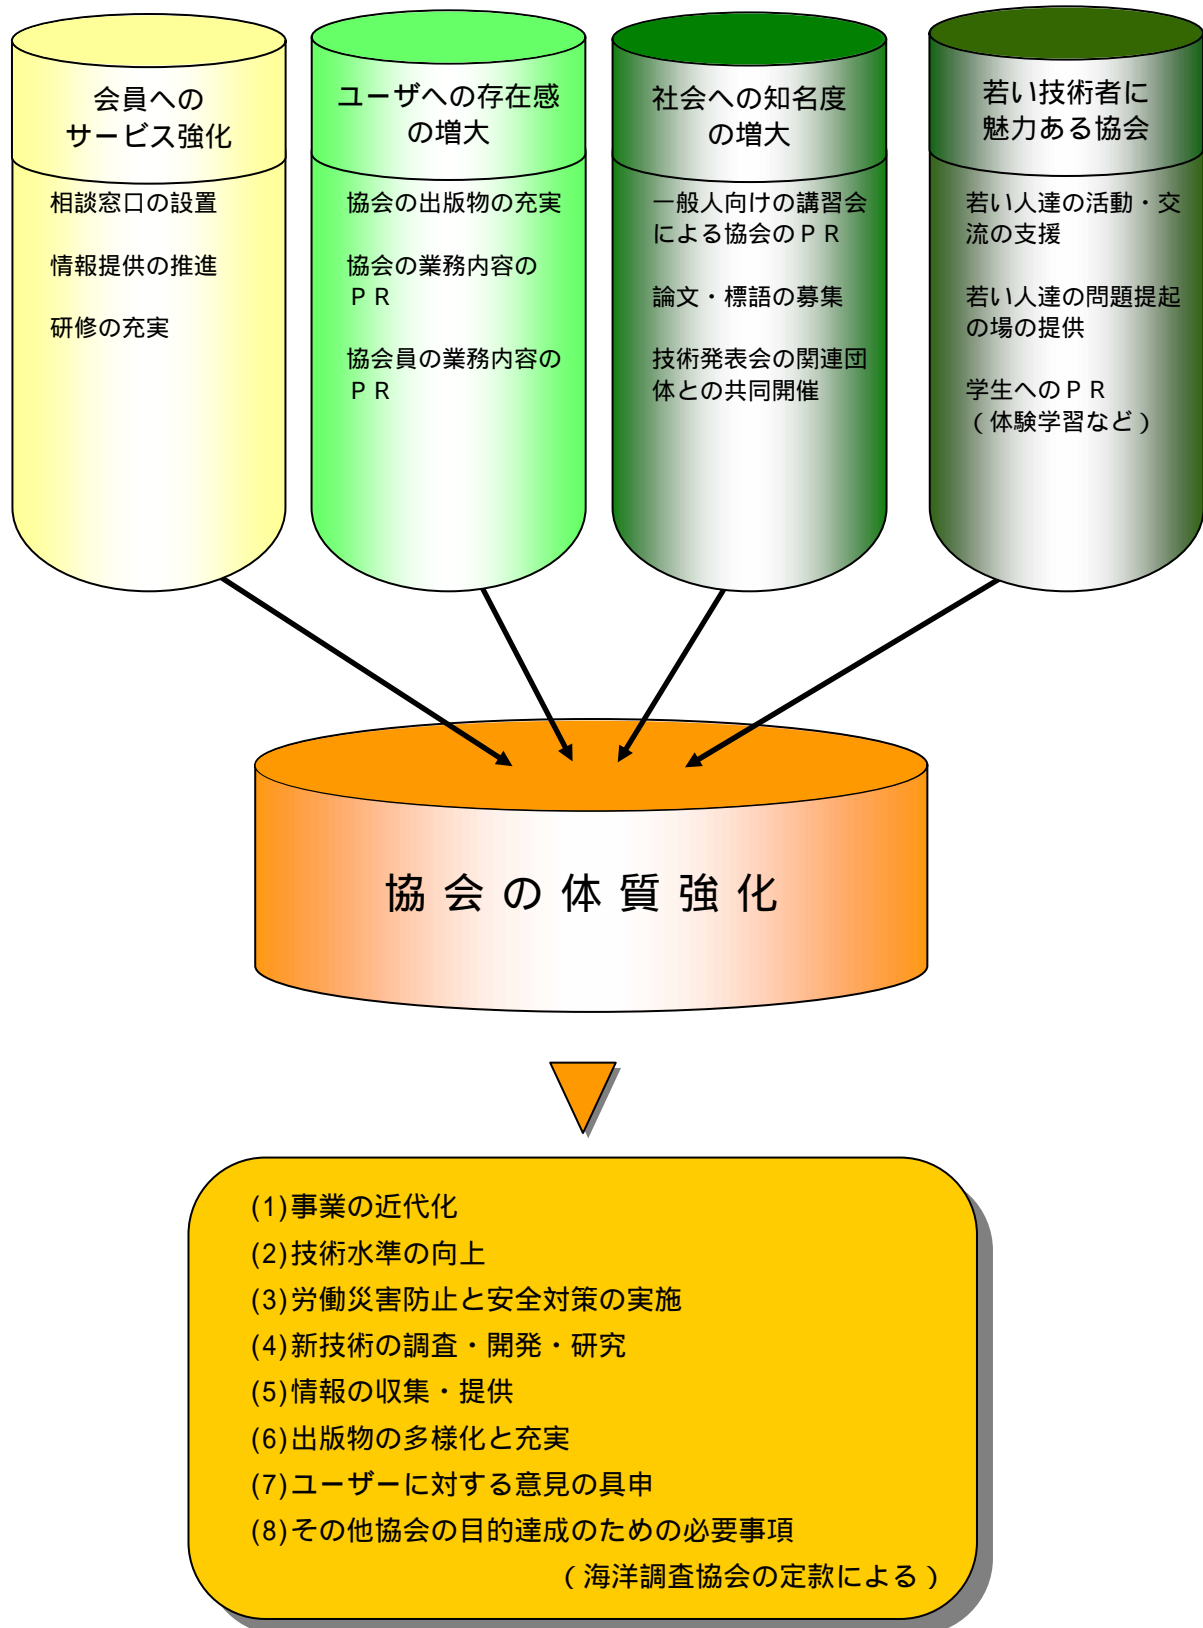 会員への
サービス強化
相談窓口の設置
情報提供の推進
研修の充実
ユーザへの存在感
の増大
協会の出版物の充実
協会の業務内容の
ＰＲ
協会員の業務内容の
ＰＲ
社会への知名度
の増大
一般人向けの講習会
による協会のＰＲ
論文・標語の募集
技術発表会の関連団
体との共同開催
若い技術者に
魅力ある協会
若い人達の活動・交
流の支援
若い人達の問題提起
の場の提供
学生へのＰＲ
（体験学習など）
協会の体質強化
(1)事業の近代化
(2)技術水準の向上
(3)労働災害防止と安全対策の実施
(4)新技術の調査・開発・研究
(5)情報の収集・提供
(6)出版物の多様化と充実
(7)ユーザーに対する意見の具申
(8)その他協会の目的達成のための必要事項
（海洋調査協会の定款による）